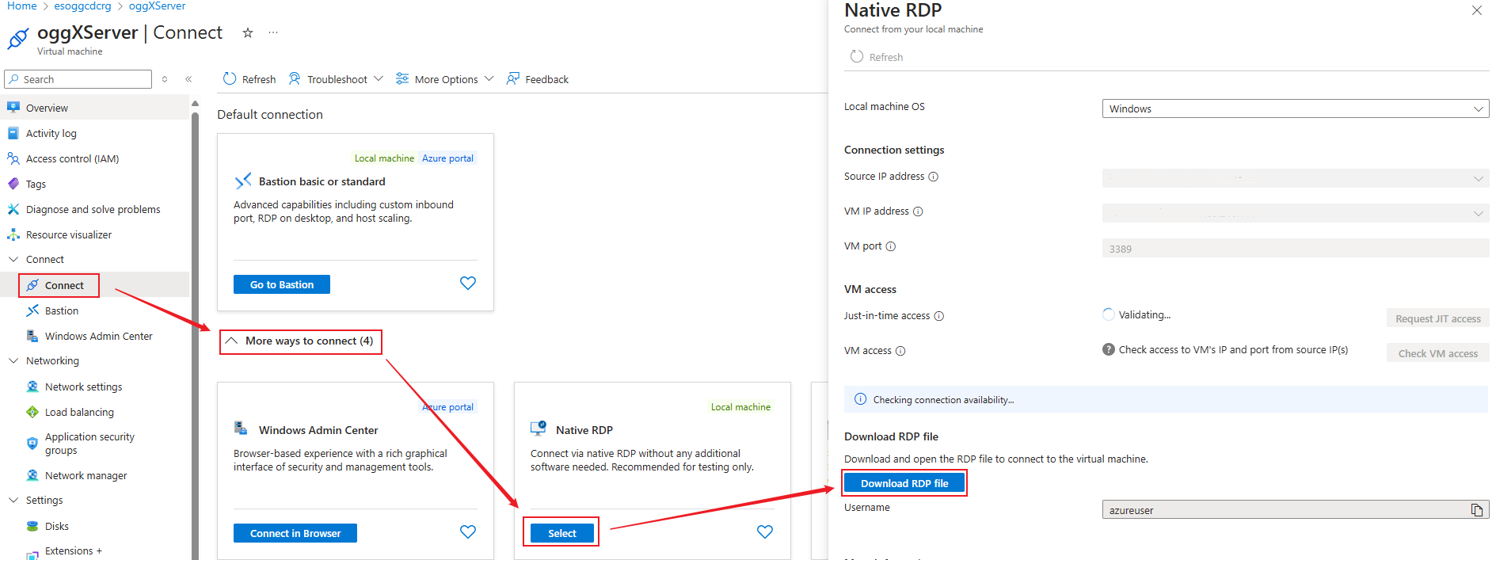 Home > esoggcdcrg > oggXServer
oggXServer | Connect
Virtual machine
Search
Overview
Activity log
Access control (IAM)
Tags
Diagnose and solve problems
Resource visualizer
Connect
Connect
Bastion
Windows Admin Center
Networking
Network settings
Load balancing
Application security
groups
Network manager
Settings
Disks
Extensions +
Refresh
Troubleshoot
More Options
Feedback
Default connection
Local machine
Azure portal
Bastion basic or standard
Advanced capabilities including custom inbound
port, RDP on desktop, and host scaling.
Go to Bastion
More ways to connect (4)
Azure portal
Windows Admin Center
Browser-based experience with a rich graphical
interface of security and management tools.
Connect in Browser
Local machine
Native RDP
Connect via native RDP without any additional
software needed. Recommended for testing only.
Select
Native RDP
Connect from your local machine
Refresh
Local machine OS
Windows
Connection settings
Source IP address
VM IP address
VM port
3389
VM access
Just-in-time access
Validating...
Request JIT access
VM access
Check access to VM's IP and port from source IP(s)
Check VM access
Checking connection availability...
Download RDP file
Download and open the RDP file to connect to the virtual machine.
Download RDP file
Username
azureuser